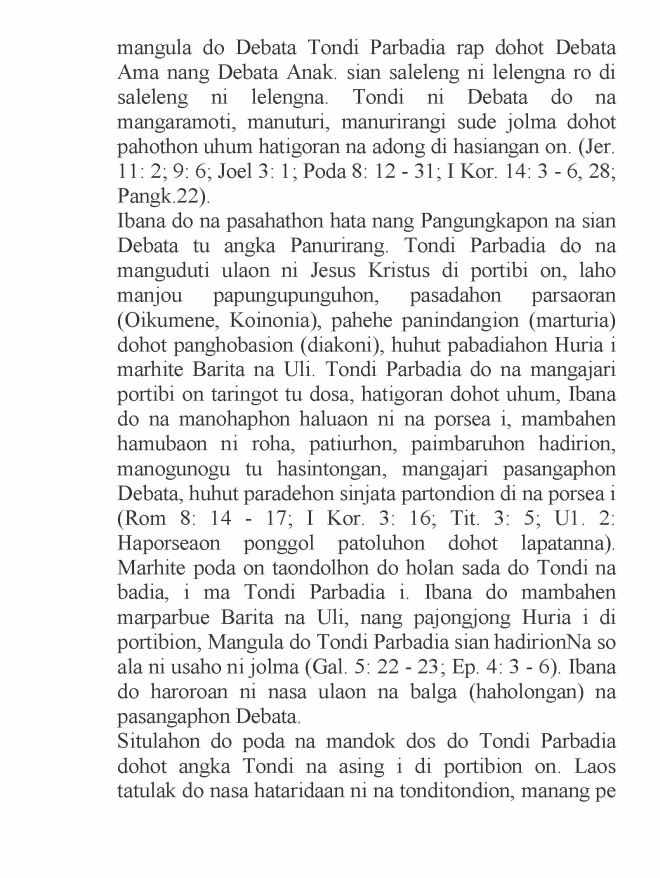 mangula do Debata Tondi Parbadia rap dohot Debata
Ama nang Debata Anak. sian saleleng ni lelengna ro di
saleleng ni lelengna. Tondi ni Debata do na
mangaramoti, manuturi, manurirangi sude jolma dohot
pahothon uhum hatigoran na adong di hasiangan on. (Jer.
11: 2; 9: 6; Joel 3: 1; Poda 8: 12 - 31; I Kor. 14: 3 - 6, 28;
Pangk.22).
Ibana do na pasahathon hata nang Pangungkapon na sian
Debata tu angka Panurirang. Tondi Parbadia do na
manguduti ulaon ni Jesus Kristus di portibi on, laho
manjou papungupunguhon, pasadahon parsaoran
(Oikumene, Koinonia), pahehe panindangion (marturia)
dohot panghobasion (diakoni), huhut pabadiahon Huria i
marhite Barita na Uli. Tondi Parbadia do na mangajari
portibi on taringot tu dosa, hatigoran dohot uhum, Ibana
do na manohaphon haluaon ni na porsea i, mambahen
hamubaon ni roha, patiurhon, paimbaruhon hadirion,
manogunogu tu hasintongan, mangajari pasangaphon
Debata, huhut paradehon sinjata partondion di na porsea i
(Rom 8: 14 - 17; I Kor. 3: 16; Tit. 3: 5; U1. 2:
Haporseaon ponggol patoluhon dohot lapatanna).
Marhite poda on taondolhon do holan sada do Tondi na
badia, i ma Tondi Parbadia i. Ibana do mambahen
marparbue Barita na Uli, nang pajongjong Huria i di
portibion, Mangula do Tondi Parbadia sian hadirionNa so
ala ni usaho ni jolma (Gal. 5: 22 - 23; Ep. 4: 3 - 6). Ibana
do haroroan ni nasa ulaon na balga (haholongan) na
pasangaphon Debata.
Situlahon do poda na mandok dos do Tondi Parbadia
dohot angka Tondi na asing i di portibion on. Laos
tatulak do nasa hataridaan ni na tonditondion, manang pe